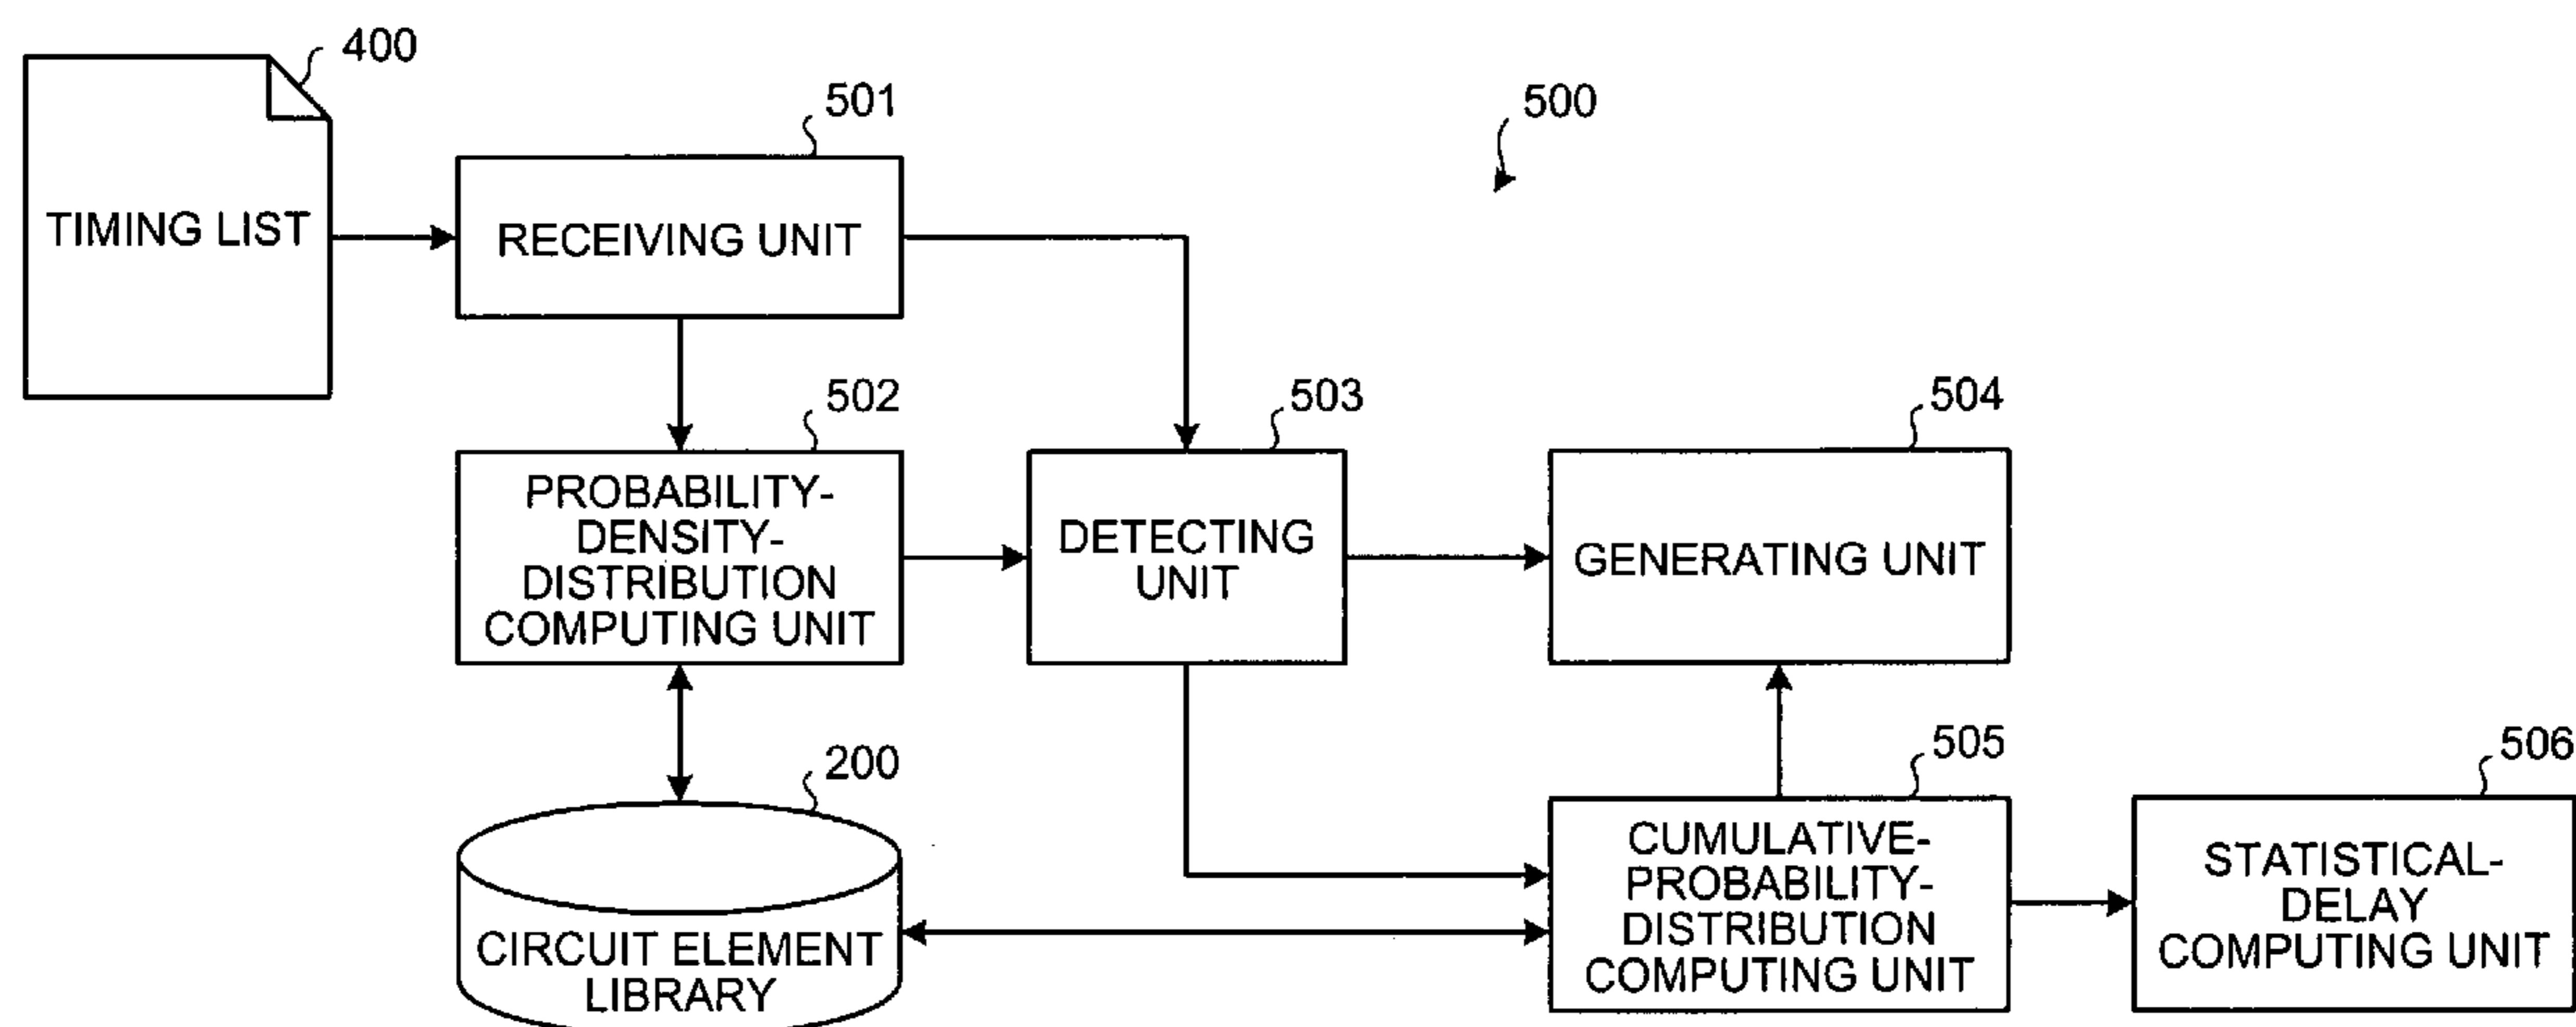 400
TIMING LIST
501
RECEIVING UNIT
500
502
PROBABILITY-
DENSITY-
DISTRIBUTION
COMPUTING UNIT
503
DETECTING
UNIT
504
GENERATING UNIT
200
CIRCUIT ELEMENT
LIBRARY
505
CUMULATIVE-
PROBABILITY-
DISTRIBUTION
COMPUTING UNIT
506
STATISTICAL-
DELAY
COMPUTING UNIT